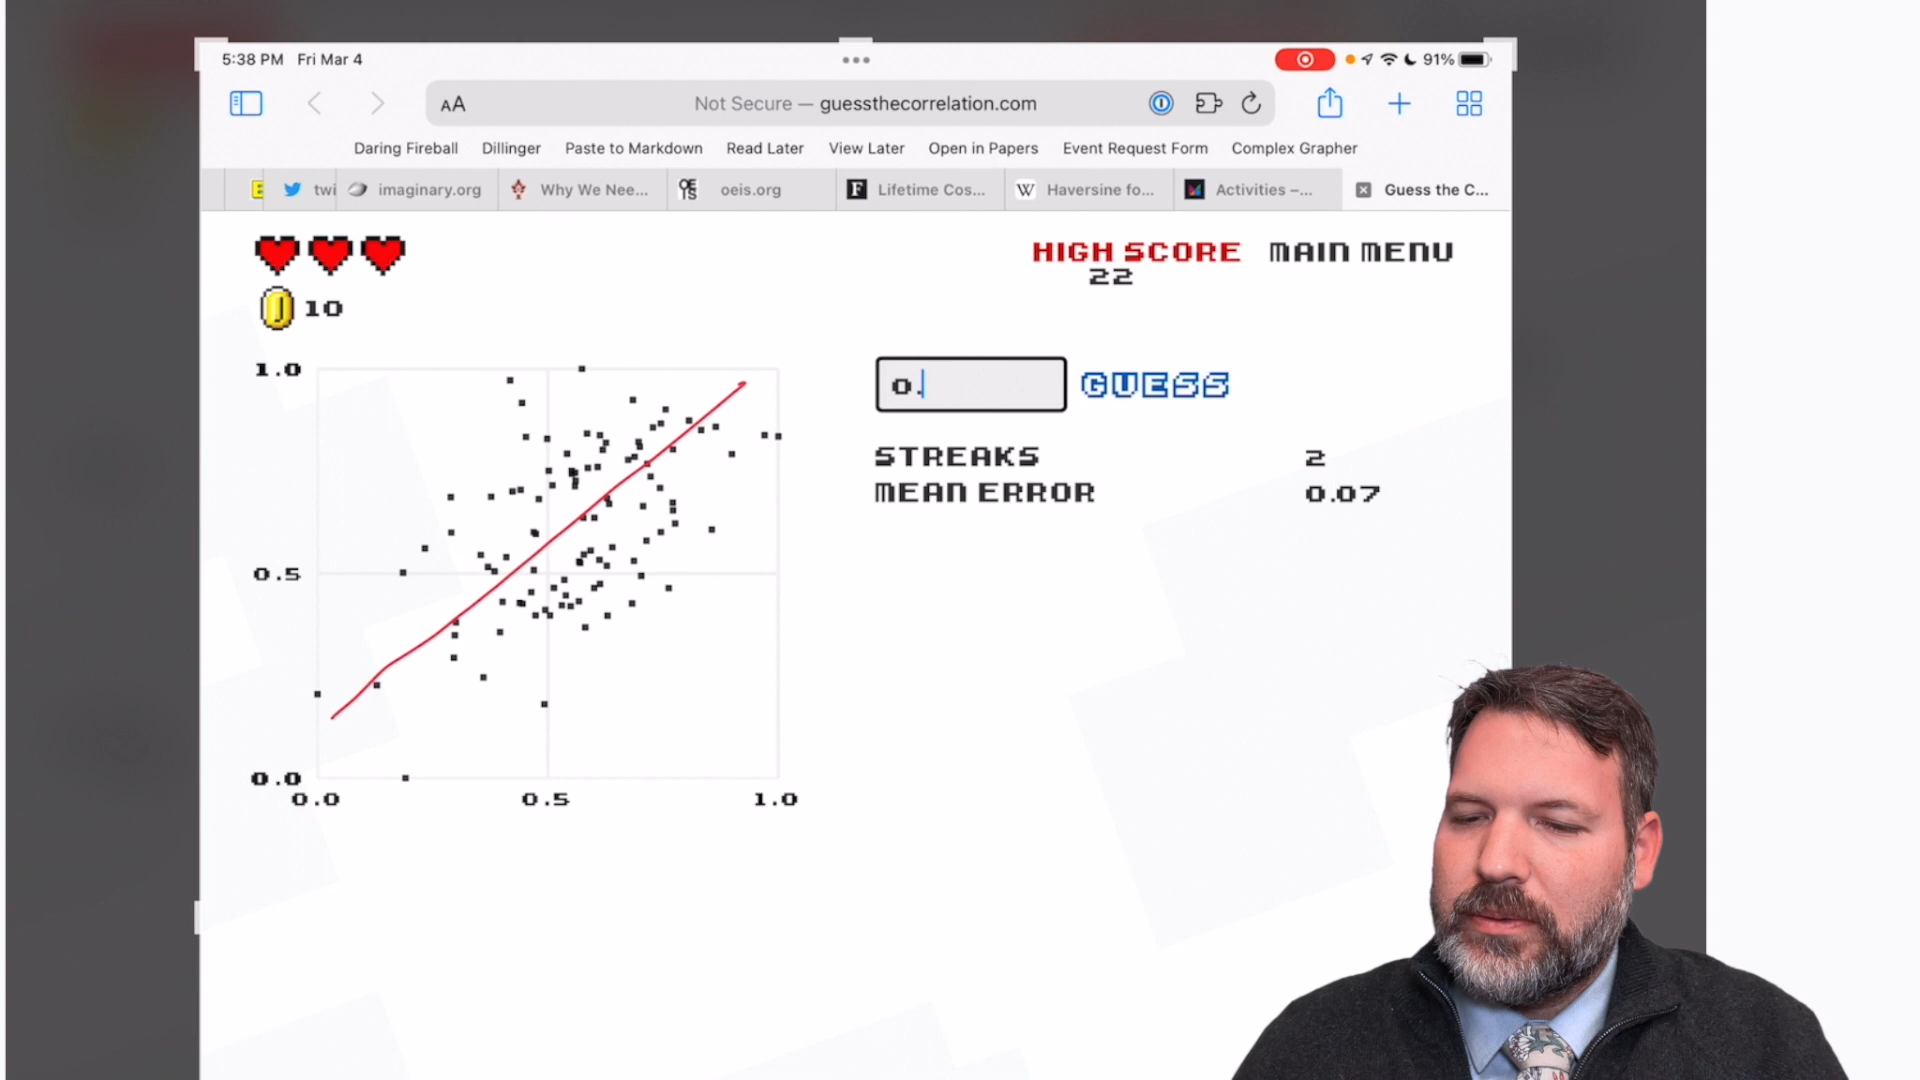 5:38 PM Fri Mar 4
91%
AA
Not Secure — guessthecorrelation.com
Daring Fireball Dillinger Paste to Markdown Read Later View Later Open in Papers Event Request Form Complex Grapher
twi imaginary.org Why We Nee... OE IS oeis.org F Lifetime Cos... W Haversine fo... Activities –... Guess the C...
HIGH SCORE MAIN MENU
22
10
1.0
0.5
0.0
0.0 0.5 1.0
0. GUESS
STREAKS 2
MEAN ERROR 0.07